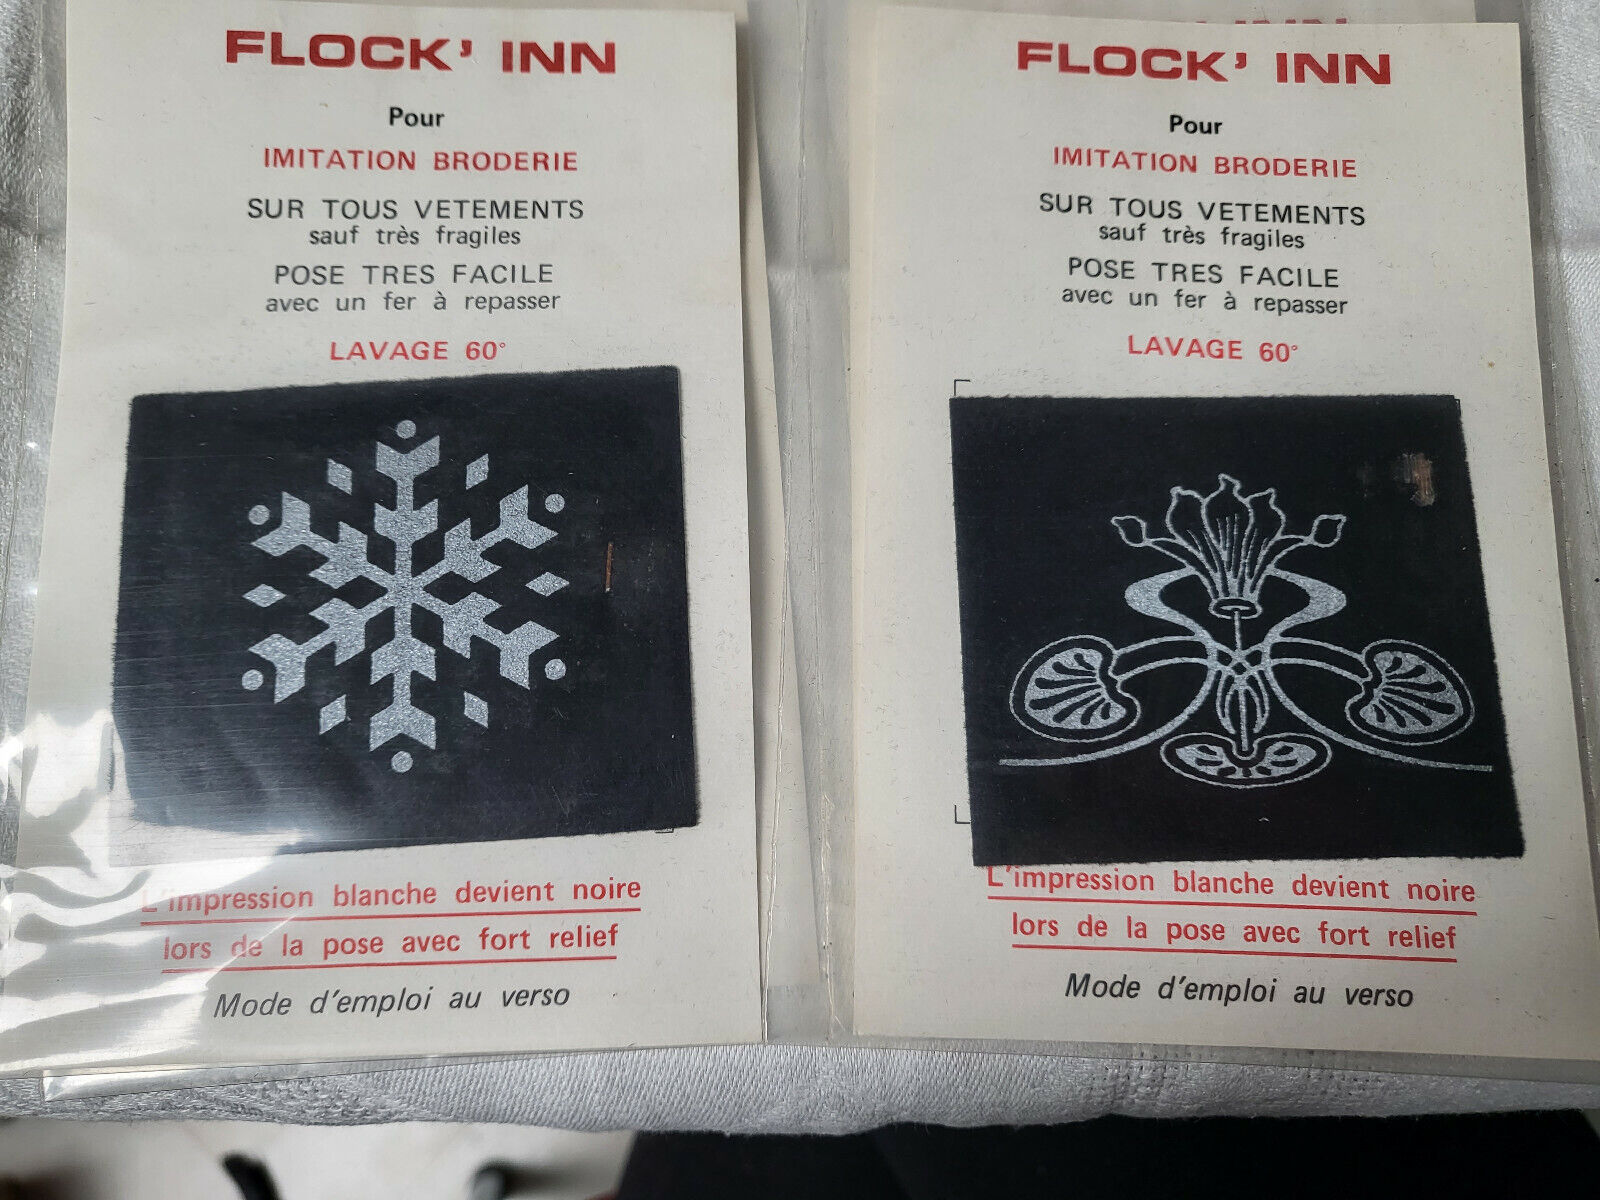 FLOCK' INN
Pour
IMITATION BRODERIE
SUR TOUS VETEMENTS
sauf très fragiles
POSE TRES FACILE
avec un fer à repasser
LAVAGE 60°
L'impression blanche devient noire
lors de la pose avec fort relief
Mode d'emploi au verso
FLOCK' INN
Pour
IMITATION BRODERIE
SUR TOUS VETEMENTS
sauf très fragiles
POSE TRES FACILE
avec un fer à repasser
LAVAGE 60°
L'impression blanche devient noire
lors de la pose avec fort relief
Mode d'emploi au verso